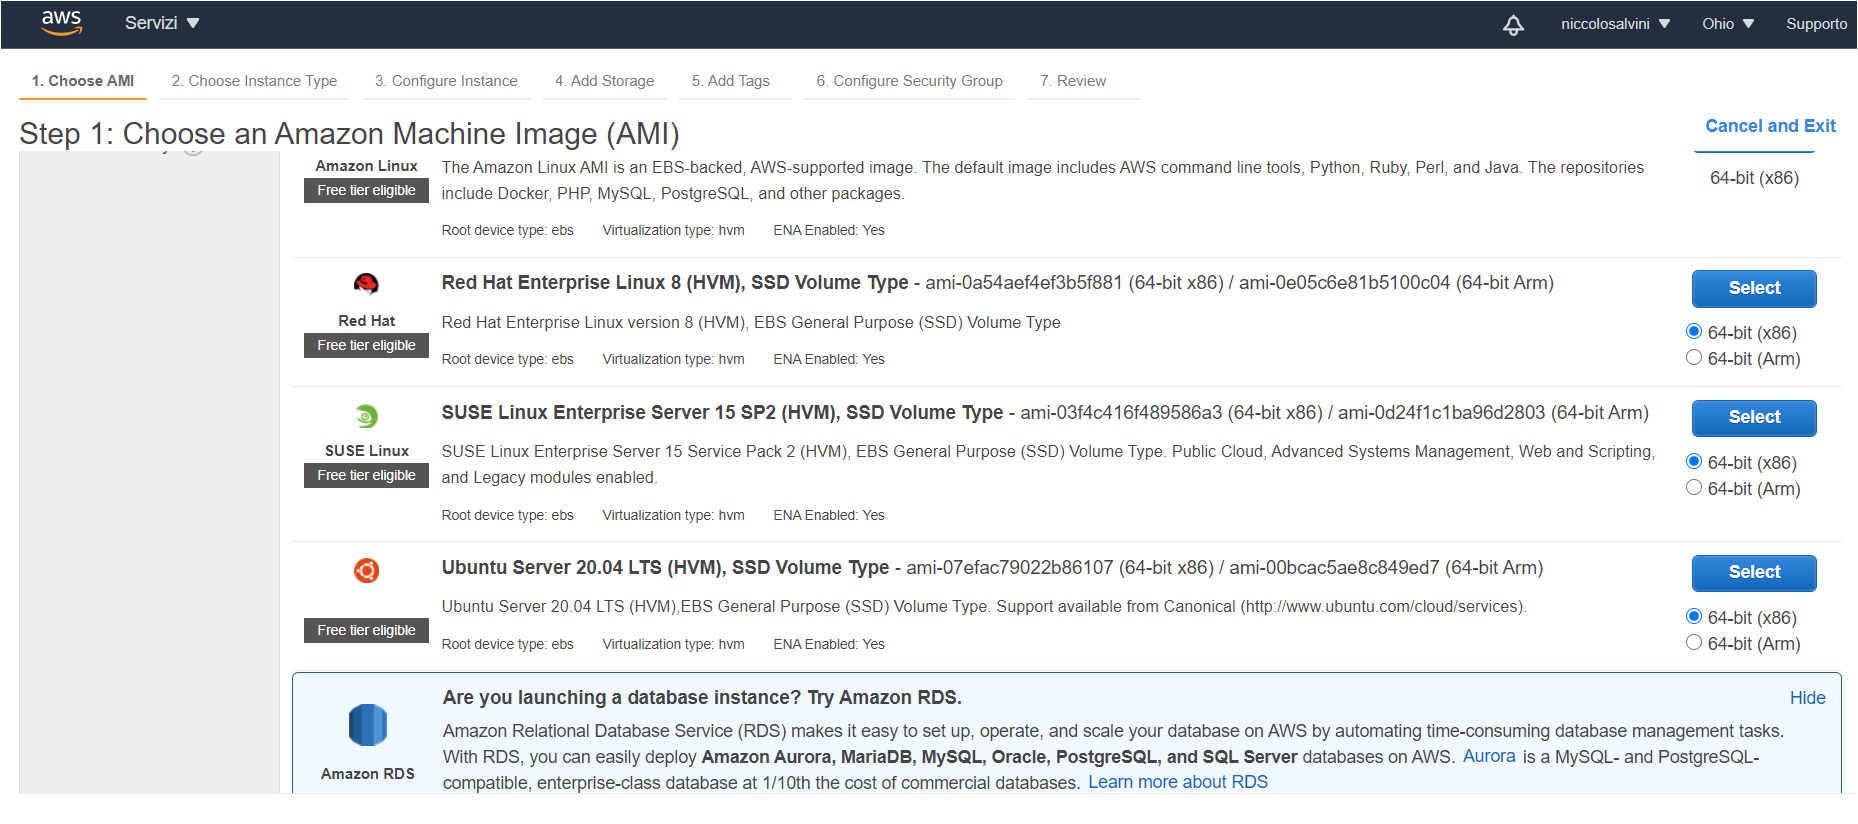 aws Servizi niccolosalvini Ohio Supporto
1. Choose AMI 2. Choose Instance Type 3. Configure Instance 4. Add Storage 5. Add Tags 6. Configure Security Group 7. Review
Step 1: Choose an Amazon Machine Image (AMI)
Cancel and Exit
Amazon Linux
Free tier eligible
The Amazon Linux AMI is an EBS-backed, AWS-supported image. The default image includes AWS command line tools, Python, Ruby, Perl, and Java. The repositories
include Docker, PHP, MySQL, PostgreSQL, and other packages.
Root device type: ebs Virtualization type: hvm ENA Enabled: Yes
64-bit (x86)
Red Hat
Free tier eligible
Red Hat Enterprise Linux 8 (HVM), SSD Volume Type - ami-0a54aef4ef3b5f881 (64-bit x86) / ami-0e05c6e81b5100c04 (64-bit Arm)
Red Hat Enterprise Linux version 8 (HVM), EBS General Purpose (SSD) Volume Type
Root device type: ebs Virtualization type: hvm ENA Enabled: Yes
Select
64-bit (x86)
64-bit (Arm)
SUSE Linux
Free tier eligible
SUSE Linux Enterprise Server 15 SP2 (HVM), SSD Volume Type - ami-03f4c416f489586a3 (64-bit x86) / ami-0d24f1c1ba96d2803 (64-bit Arm)
SUSE Linux Enterprise Server 15 Service Pack 2 (HVM), EBS General Purpose (SSD) Volume Type. Public Cloud, Advanced Systems Management, Web and Scripting,
and Legacy modules enabled.
Root device type: ebs Virtualization type: hvm ENA Enabled: Yes
Select
64-bit (x86)
64-bit (Arm)
Free tier eligible
Ubuntu Server 20.04 LTS (HVM), SSD Volume Type - ami-07efac79022b86107 (64-bit x86) / ami-00bcac5ae8c849ed7 (64-bit Arm)
Ubuntu Server 20.04 LTS (HVM),EBS General Purpose (SSD) Volume Type. Support available from Canonical (http://www.ubuntu.com/cloud/services).
Root device type: ebs Virtualization type: hvm ENA Enabled: Yes
Select
64-bit (x86)
64-bit (Arm)
Amazon RDS
Are you launching a database instance? Try Amazon RDS.
Hide
Amazon Relational Database Service (RDS) makes it easy to set up, operate, and scale your database on AWS by automating time-consuming database management tasks.
With RDS, you can easily deploy Amazon Aurora, MariaDB, MySQL, Oracle, PostgreSQL, and SQL Server databases on AWS. Aurora is a MySQL- and PostgreSQL-
compatible, enterprise-class database at 1/10th the cost of commercial databases. Learn more about RDS